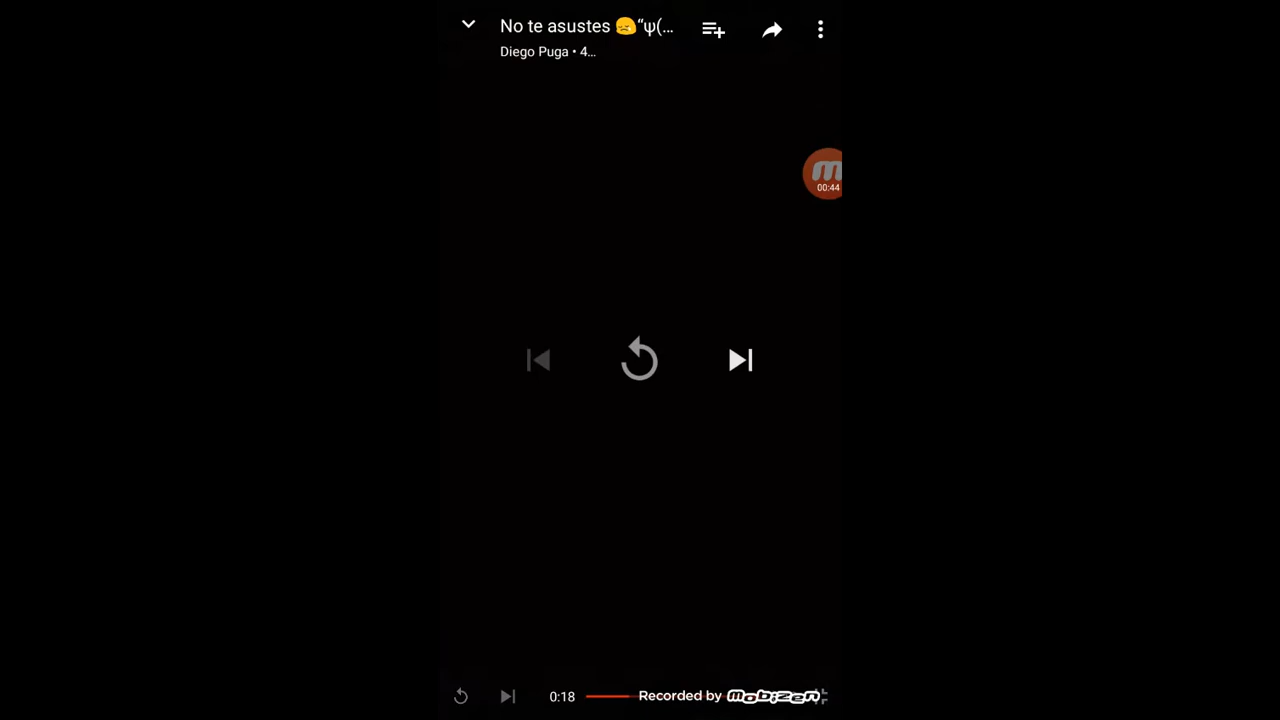 No te asustes 😔“ψ(...
Diego Puga • 4...
m
00:44
0:18
Recorded by mobizen